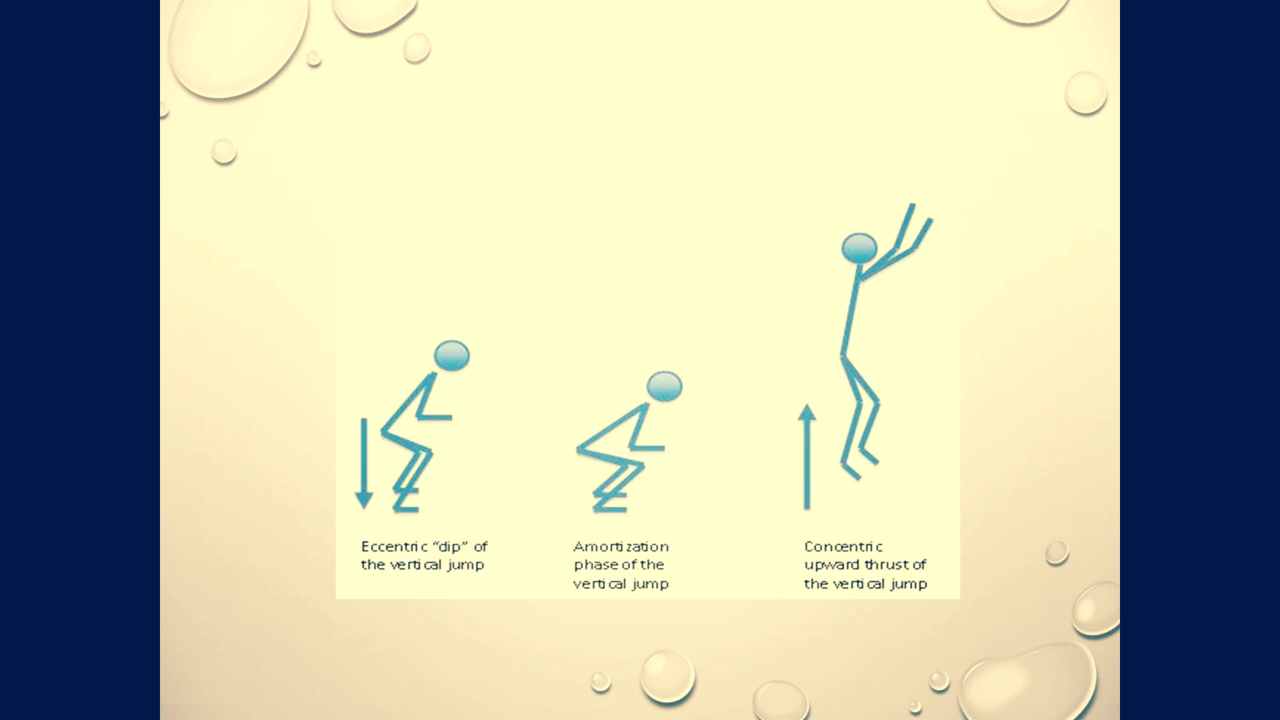 Eccentric “dip” of
the vertical jump
Amortization
phase of the
vertical jump
Concentric
upward thrust of
the vertical jump